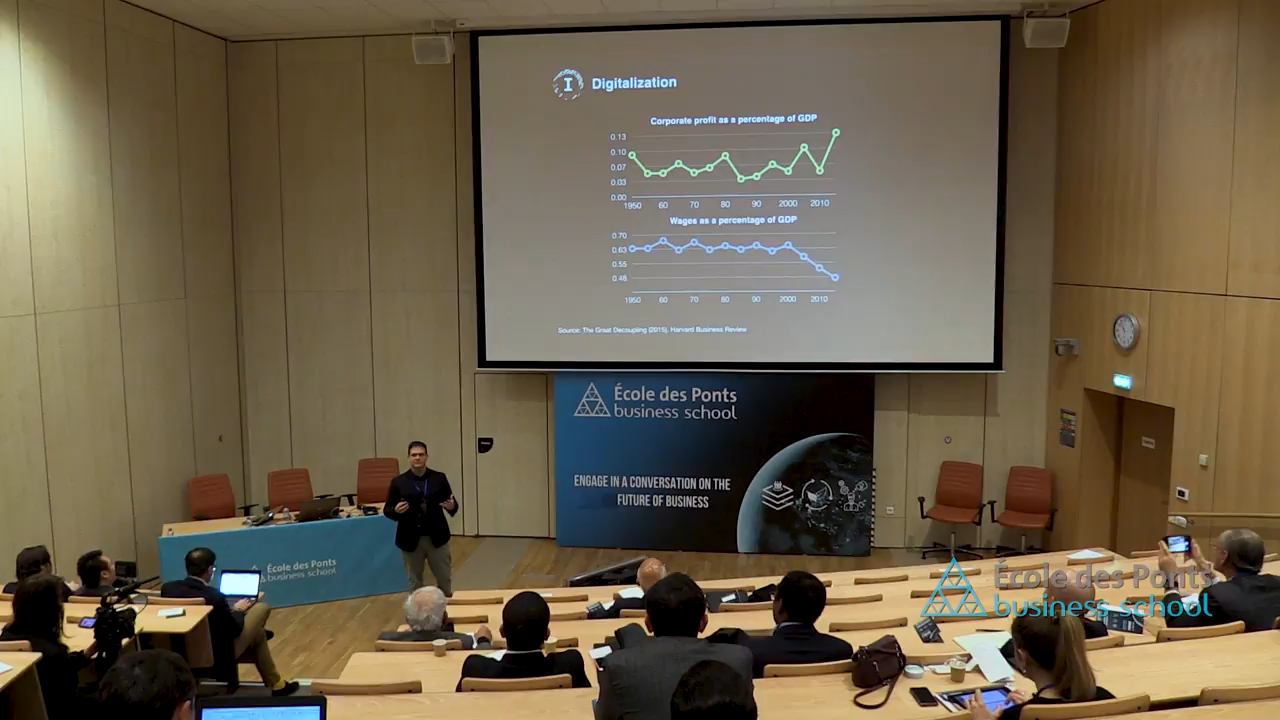 I
Digitalization
Corporate profit as a percentage of GDP
0.13
0.10
0.07
0.03
0.00
1950 60 70 80 90 2000 2010
Wages as a percentage of GDP
0.70
0.63
0.55
0.48
1950 60 70 80 90 2000 2010
Source: The Great Decoupling (2015). Harvard Business Review
École des Ponts
business school
ENGAGE IN A CONVERSATION ON THE
FUTURE OF BUSINESS
École des Ponts
business school
École des Ponts
business school